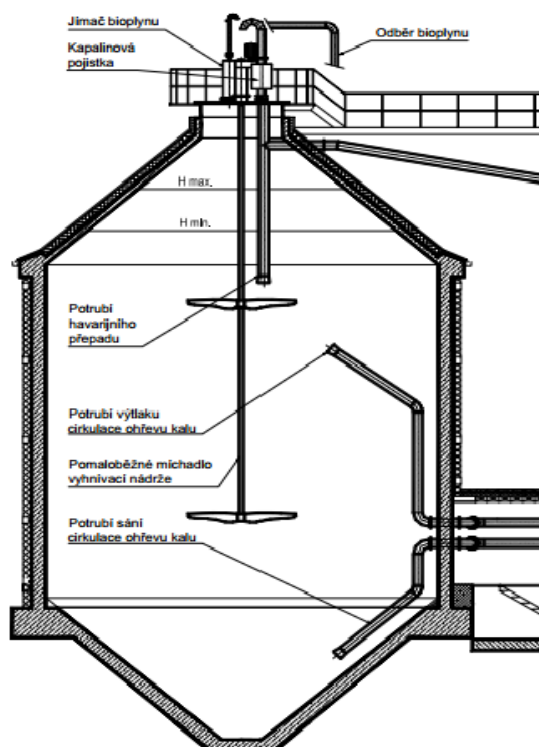 Jímač bioplynu
Kapalinová
pojistka
Odběr bioplynu
H max.
H min.
Potrubí
havarijního
přepadu
Potrubí výtlaku
cirkulace ohřevu kalu
Pomaloběžné míchadlo
vyhnívací nádrže
Potrubí sání
cirkulace ohřevu kalu